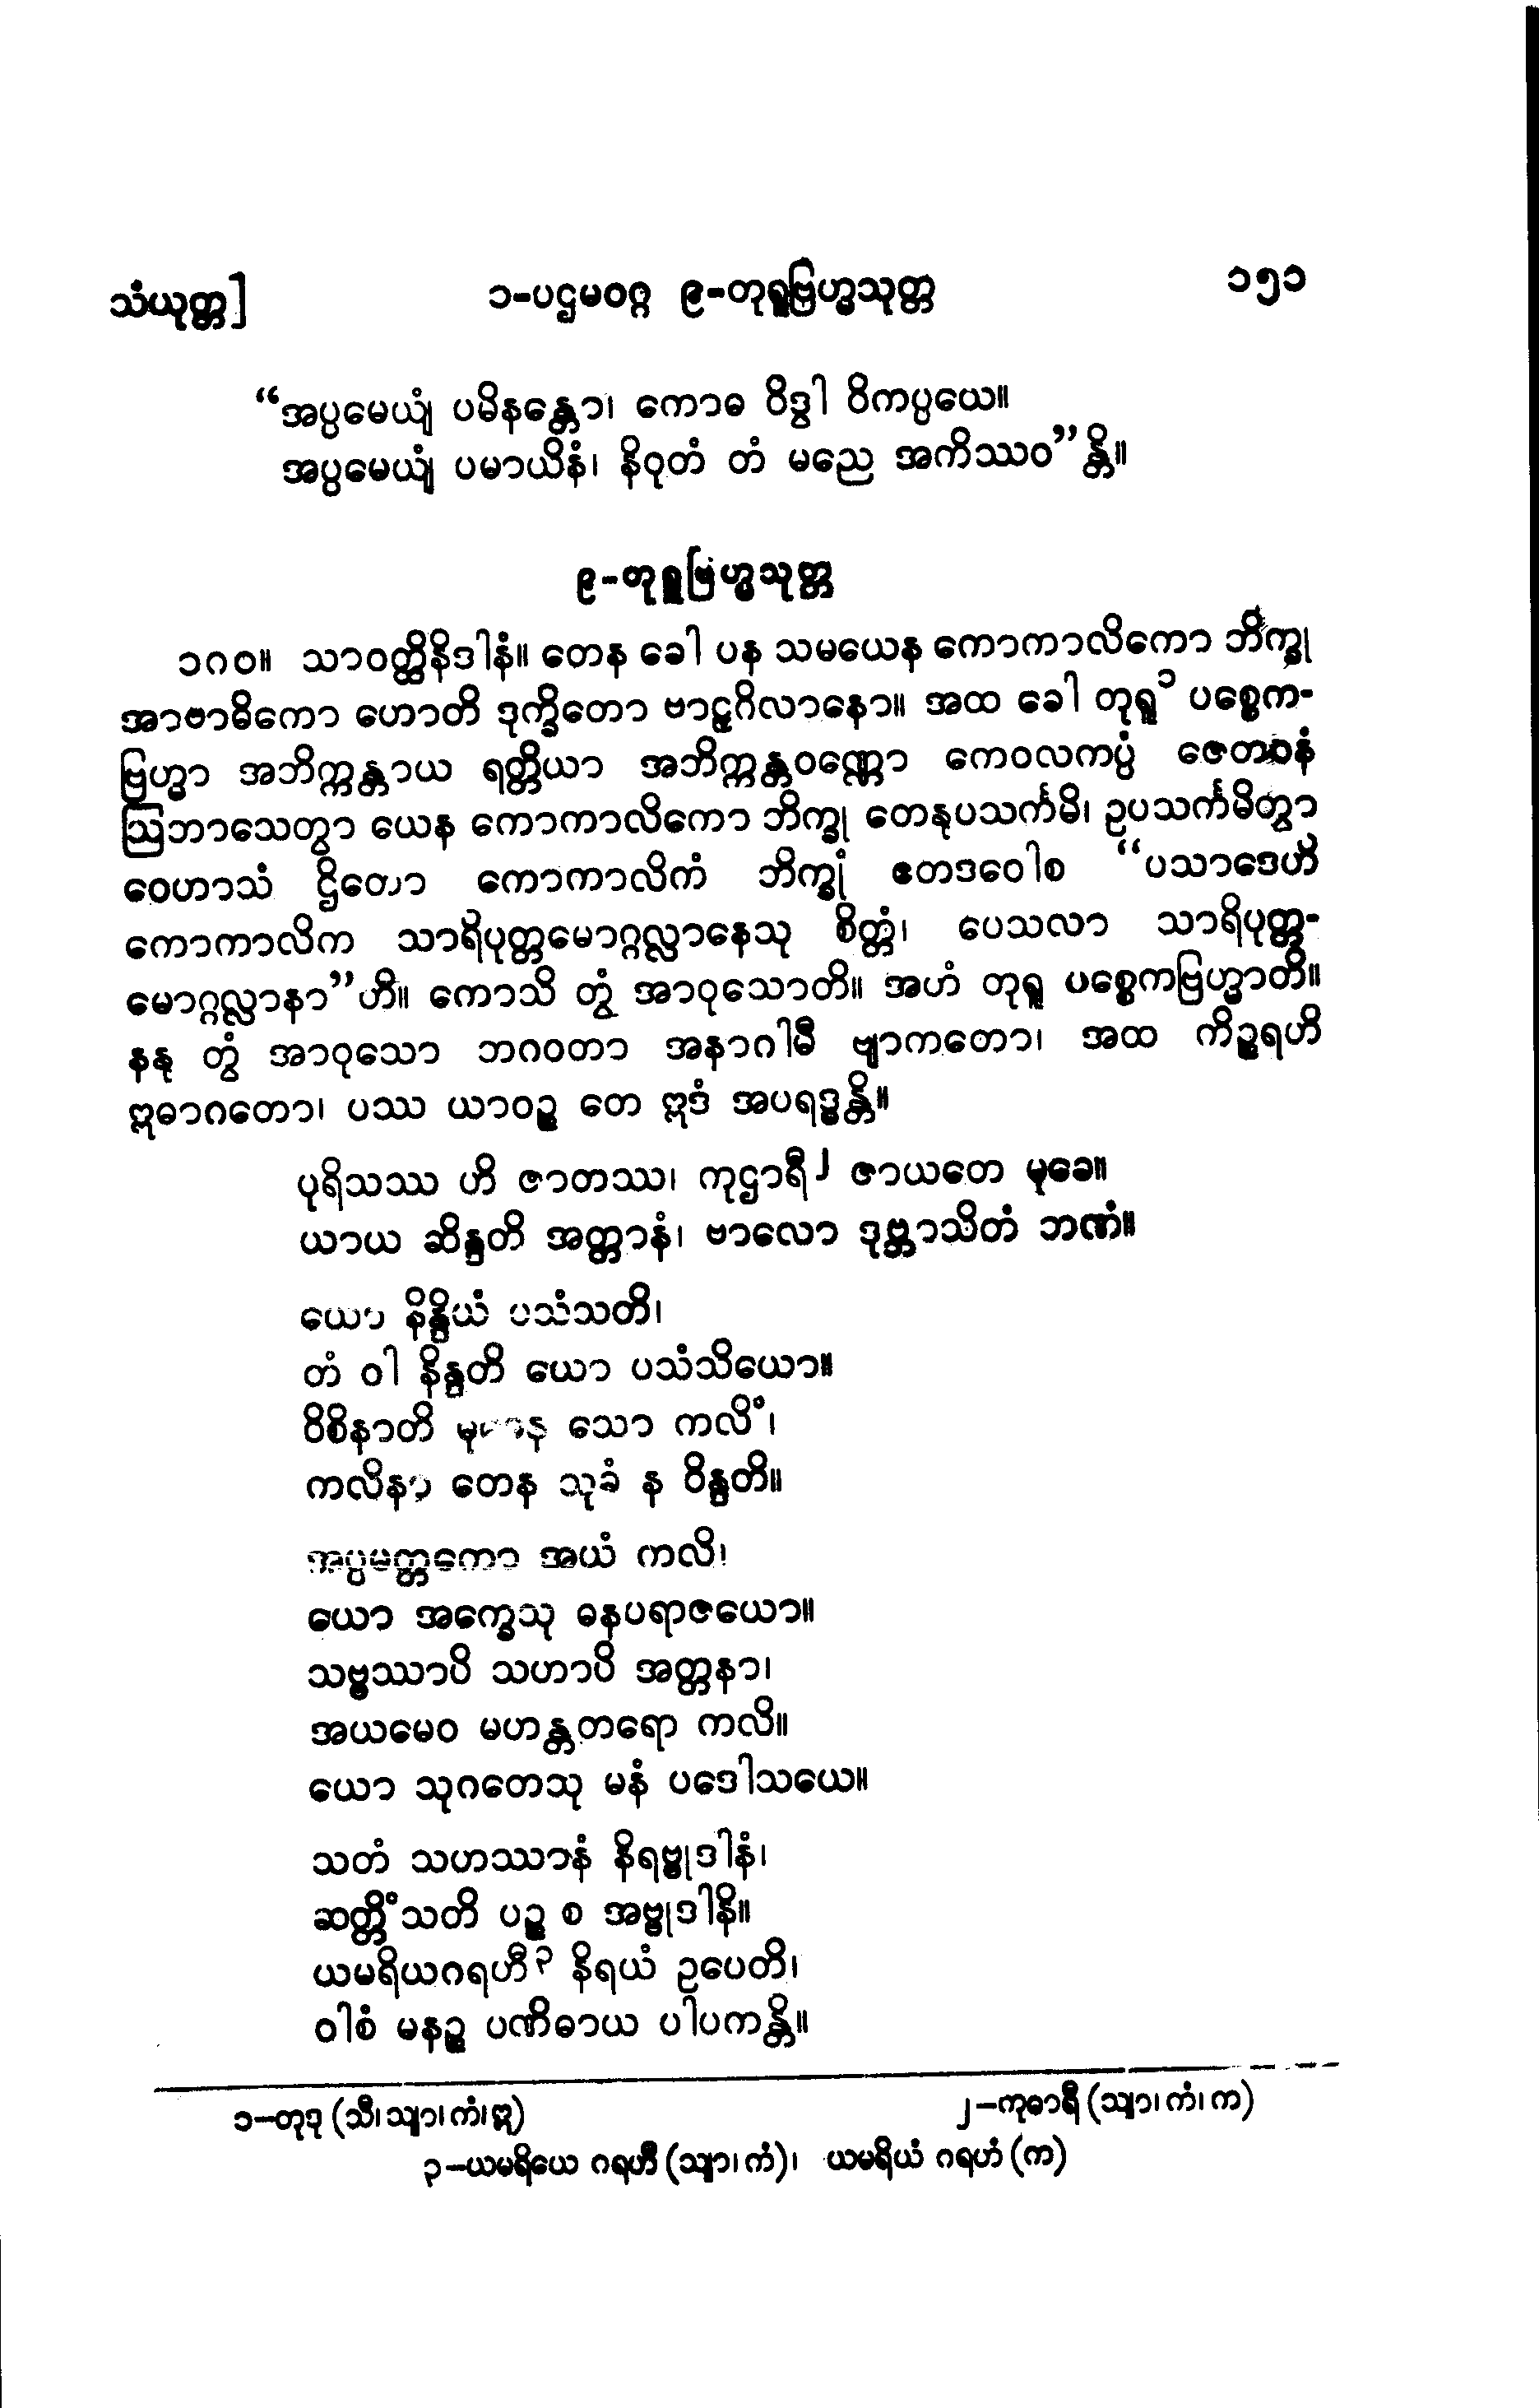 သံယုတ္တ] ၁-ပဌမဝဂ္ဂ ၉-တုရူဗြဟ္မသုတ္တ ၁၅၁
“အပ္ပမေယျံ ပမိနန္တော၊ ကောဓ ဝိဒွါ ဝိကပ္ပယေ။
အပ္ပမေယျံ ပမာယိနံ၊ နိဝုတံ တံ မညေ အကိဿဝ”န္တိ။
၉-တုရူဗြဟ္မသုတ္တ
၁၈၀။ သာဝတ္ထိနိဒါနံ။ တေန ခေါ ပန သမယေန ကောကာလိကော ဘိက္ခု
အာဗာဓိကော ဟောတိ ဒုက္ခိတော ဗာဠှဂိလာနော။ အထ ခေါ တုရူ၁ ပစ္စေက-
ဗြဟ္မာ အဘိက္ကန္တာယ ရတ္တိယာ အဘိက္ကန္တဝဏ္ဏော ကေဝလကပ္ပံ ဇေတဝနံ
ဩဘာသေတွာ ယေန ကောကာလိကော ဘိက္ခု တေနုပသင်္ကမိ၊ ဥပသင်္ကမိတွာ
ဝေဟာသံ ဌိတော ကောကာလိကံ ဘိက္ခုံ ဧတဒဝေါစ “ပသာဒေဟိ
ကောကာလိက သာရိပုတ္တမောဂ္ဂလ္လာနေသု စိတ္တံ၊ ပေသလာ သာရိပုတ္တ-
မောဂ္ဂလ္လာနာ”ဟိ။ ကောသိ တွံ အာဝုသောတိ။ အဟံ တုရူ ပစ္စေကဗြဟ္မာတိ။
နနု တွံ အာဝုသော ဘဂဝတာ အနာဂါမီ ဗျာကတော၊ အထ ကိဉ္စရဟိ
ဣဓာဂတော၊ ပဿ ယာဝဉ္စ တေ ဣဒံ အပရဒ္ဓန္တိ။
ပုရိသဿ ဟိ ဇာတဿ၊ ကုဌာရီ၂ ဇာယတေ မုခေ။
ယာယ ဆိန္ဒတိ အတ္တာနံ၊ ဗာလော ဒုဗ္ဘာသိတံ ဘဏံ။
ယော နိန္ဒိယံ ပသံသတိ၊
တံ ဝါ နိန္ဒတိ ယော ပသံသိယော။
ဝိစိနာတိ မုခေန သော ကလိံ၊
ကလိနာ တေန သုခံ န ဝိန္ဒတိ။
အပ္ပမတ္တကော အယံ ကလိ၊
ယော အက္ခေသု ဓနပရာဇယော။
သဗ္ဗဿာပိ သဟာပိ အတ္တနာ၊
အယမေဝ မဟန္တတရော ကလိ။
ယော သုဂတေသု မနံ ပဒေါသယေ။
သတံ သဟဿာနံ နိရဗ္ဗုဒါနံ၊
ဆတ္တိံသတိ ပဉ္စ စ အဗ္ဗုဒါနိ။
ယမရိယဂရဟီ၃ နိရယံ ဥပေတိ၊
ဝါစံ မနဉ္စ ပဏိဓာယ ပါပကန္တိ။
၁−တုဒု (သီ၊သျာ၊ကံ၊ဣ) ၂−ကုဓာရီ (သျာ၊ကံ၊က)
၃−ယမရိယေ ဂရဟီ (သျာ၊ကံ)၊ ယမရိယံ ဂရဟံ (က)